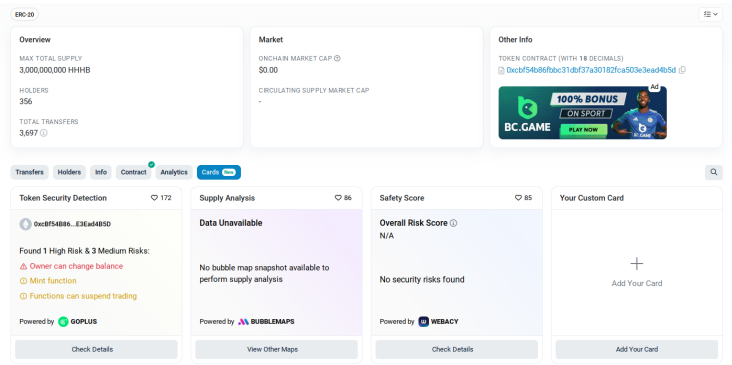 ERC-20
Overview
MAX TOTAL SUPPLY
3,000,000,000 HHHB
HOLDERS
356
TOTAL TRANSFERS
3,697
Market
ONCHAIN MARKET CAP
$0.00
CIRCULATING SUPPLY MARKET CAP
-
Other Info
TOKEN CONTRACT (WITH 18 DECIMALS)
0xcbf54b86fbbc31dbf37a30182fca503e3ead4b5d
Ad
BC.GAME
100% BONUS
ON SPORT
PLAY NOW
Transfers
Holders
Info
Contract
Analytics
Cards New
Token Security Detection
172
0xcBf54B86...E3Ead4B5D
Found 1 High Risk & 3 Medium Risks:
Owner can change balance
Mint function
Functions can suspend trading
Powered by GOPLUS
Check Details
Supply Analysis
86
Data Unavailable
No bubble map snapshot available to
perform supply analysis
Powered by BUBBLEMAPS
View Other Maps
Safety Score
85
Overall Risk Score
N/A
No security risks found
Powered by WEBACY
Check Details
Your Custom Card
Add Your Card
Add Your Card